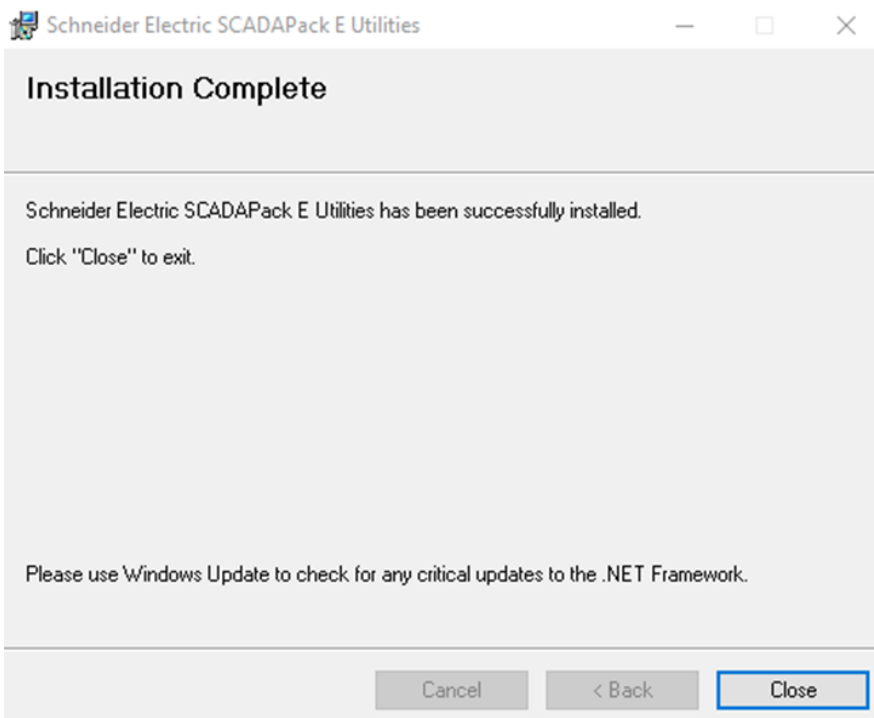 Schneider Electric SCADAPack E Utilities
Installation Complete
Schneider Electric SCADAPack E Utilities has been successfully installed.
Click "Close" to exit.
Please use Windows Update to check for any critical updates to the .NET Framework.
Cancel
< Back
Close